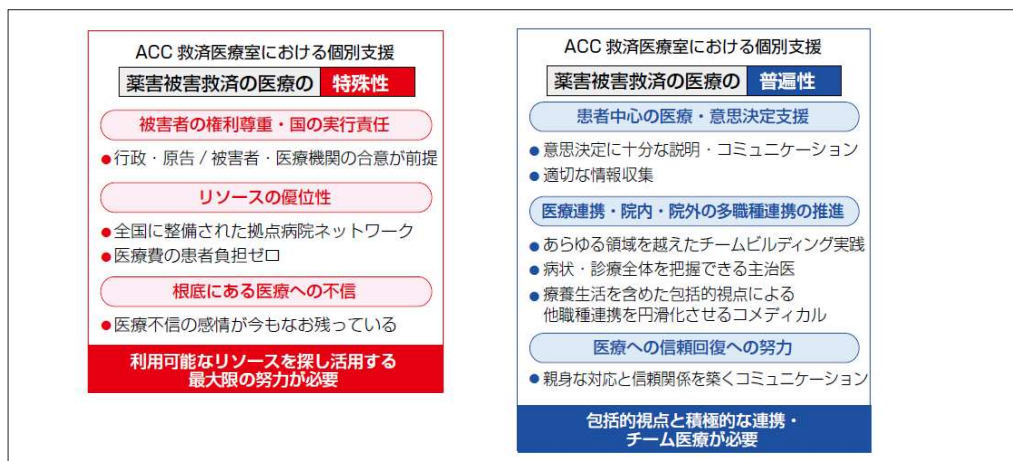 ACC 救済医療室における個別支援
薬害被害救済の医療の 特殊性
被害者の権利尊重・国の実行責任
●行政・原告 / 被害者・医療機関の合意が前提
リソースの優位性
●全国に整備された拠点病院ネットワーク
●医療費の患者負担ゼロ
根底にある医療への不信
●医療不信の感情が今もなお残っている
利用可能なリソースを探し活用する
最大限の努力が必要
ACC 救済医療室における個別支援
薬害被害救済の医療の 普遍性
患者中心の医療・意思決定支援
●意思決定に十分な説明・コミュニケーション
●適切な情報収集
医療連携・院内・院外の多職種連携の推進
●あらゆる領域を越えたチームビルディング実践
●病状・診療全体を把握できる主治医
●療養生活を含めた包括的視点による
他職種連携を円滑化させるコメディカル
医療への信頼回復への努力
●親身な対応と信頼関係を築くコミュニケーション
包括的視点と積極的な連携・
チーム医療が必要